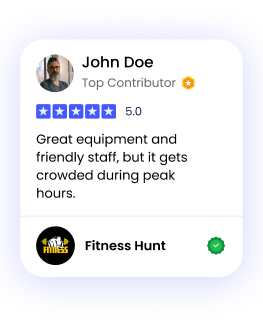 John Doe
Top Contributor
5.0
Great equipment and
friendly staff, but it gets
crowded during peak
hours.
FITNESS
Fitness Hunt